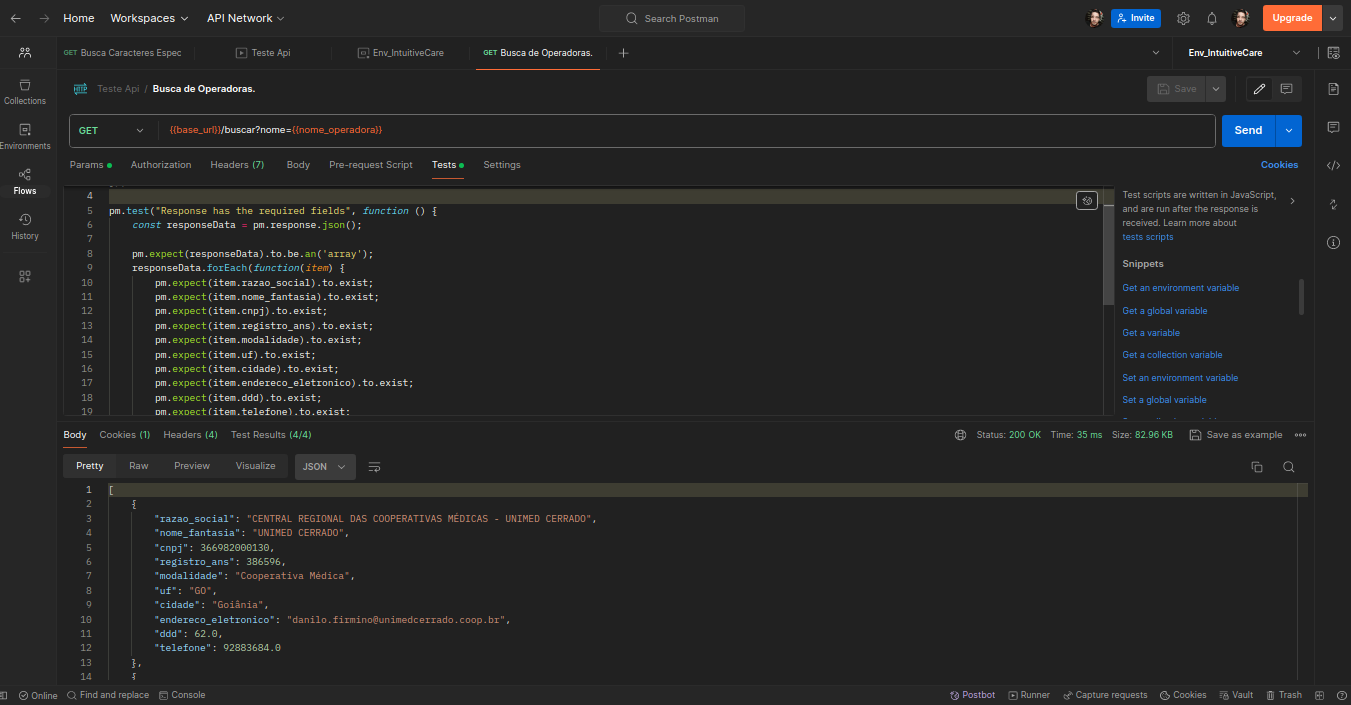 Home Workspaces API Network Search Postman Invite Upgrade
GET Busca Caracteres Espec Teste Api Env_IntuitiveCare GET Busca de Operadoras. Env_IntuitiveCare
Collections
Environments
Flows
History
HTTP Teste Api / Busca de Operadoras. Save
GET {{base_url}}/buscar?nome={{nome_operadora}} Send
Params Authorization Headers (7) Body Pre-request Script Tests Settings Cookies
4
5 pm.test("Response has the required fields", function () {
6 const responseData = pm.response.json();
7
8 pm.expect(responseData).to.be.an('array');
9 responseData.forEach(function(item) {
10 pm.expect(item.razao_social).to.exist;
11 pm.expect(item.nome_fantasia).to.exist;
12 pm.expect(item.cnpj).to.exist;
13 pm.expect(item.registro_ans).to.exist;
14 pm.expect(item.modalidade).to.exist;
15 pm.expect(item.uf).to.exist;
16 pm.expect(item.cidade).to.exist;
17 pm.expect(item.endereco_eletronico).to.exist;
18 pm.expect(item.ddd).to.exist;
19 pm.expect(item.telefone).to.exist;
Test scripts are written in JavaScript,
and are run after the response is
received. Learn more about
tests scripts
Snippets
Get an environment variable
Get a global variable
Get a variable
Get a collection variable
Set an environment variable
Set a global variable
Body Cookies (1) Headers (4) Test Results (4/4) Status: 200 OK Time: 35 ms Size: 82.96 KB Save as example
Pretty Raw Preview Visualize JSON
1 [
2 {
3 "razao_social": "CENTRAL REGIONAL DAS COOPERATIVAS MÉDICAS - UNIMED CERRADO",
4 "nome_fantasia": "UNIMED CERRADO",
5 "cnpj": 366982000130,
6 "registro_ans": 386596,
7 "modalidade": "Cooperativa Médica",
8 "uf": "GO",
9 "cidade": "Goiânia",
10 "endereco_eletronico": "danilo.firmino@unimedcerrado.coop.br",
11 "ddd": 62.0,
12 "telefone": 92883684.0
13 },
14 {
Online Find and replace Console Postbot Runner Capture requests Cookies Vault Trash